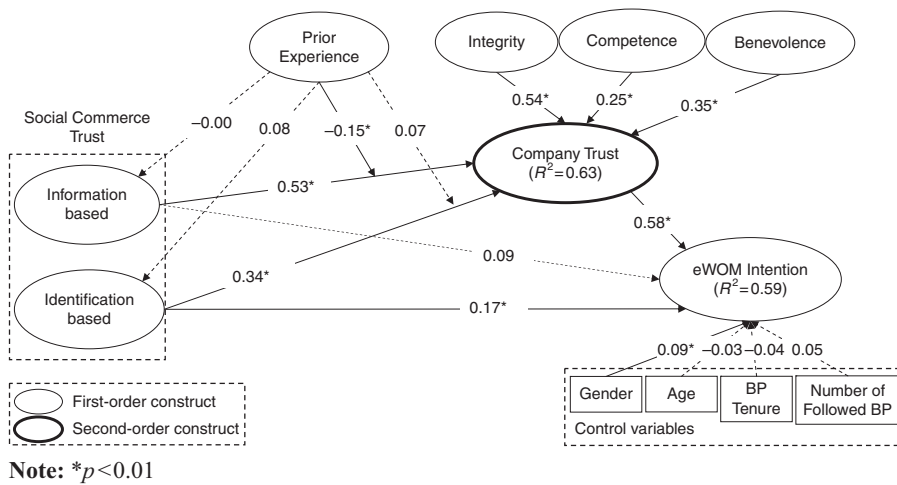 Prior
Experience
Integrity
Competence
Benevolence
0.54*
0.25*
0.35*
Social Commerce
Trust
–0.00
0.08
–0.15*
0.07
Company Trust
(R²=0.63)
Information
based
0.53*
0.58*
0.09
0.34*
eWOM Intention
(R²=0.59)
Identification
based
0.17*
0.09*
–0.03
–0.04
0.05
Gender
Age
BP
Tenure
Number of
Followed BP
Control variables
First-order construct
Second-order construct
Note: *p<0.01